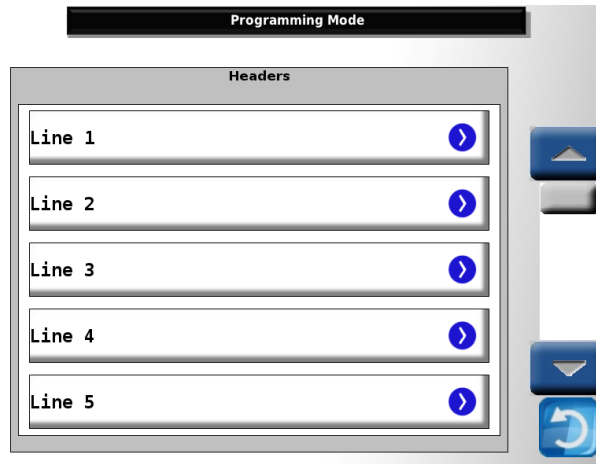 Programming Mode
Headers
Line 1
Line 2
Line 3
Line 4
Line 5